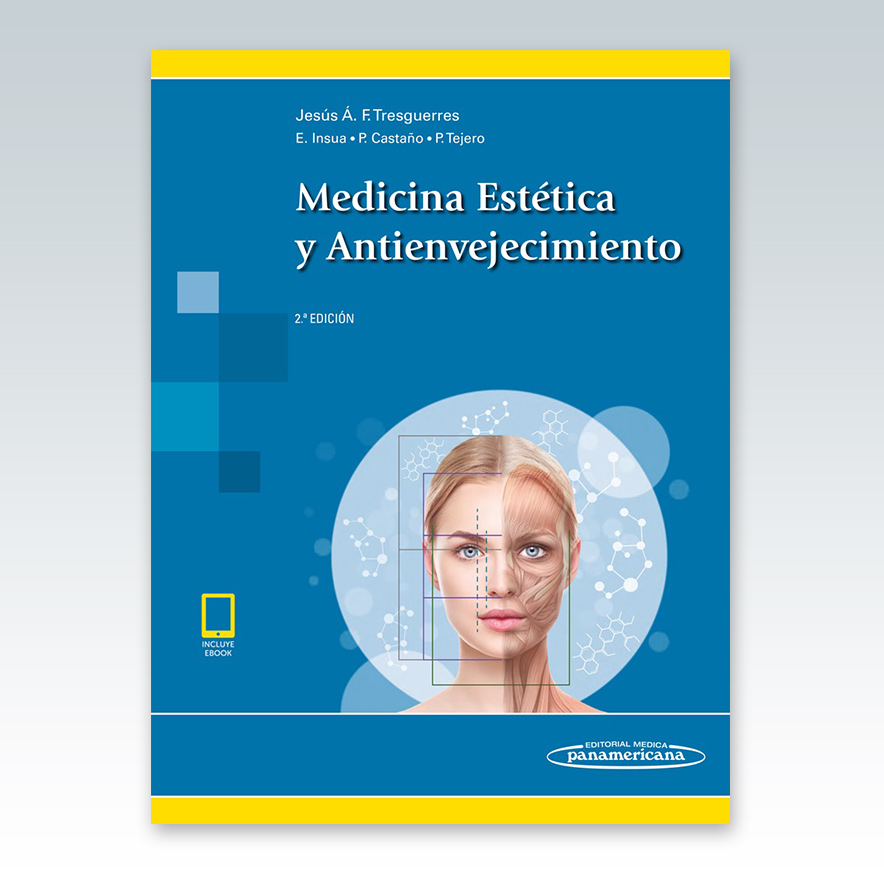 Jesús Á. F. Tresguerres
E. Insua • P. Castaño • P. Tejero
Medicina Estética
y Antienvejecimiento
2.ª EDICIÓN
INCLUYE
EBOOK
EDITORIAL MEDICA
panamericana